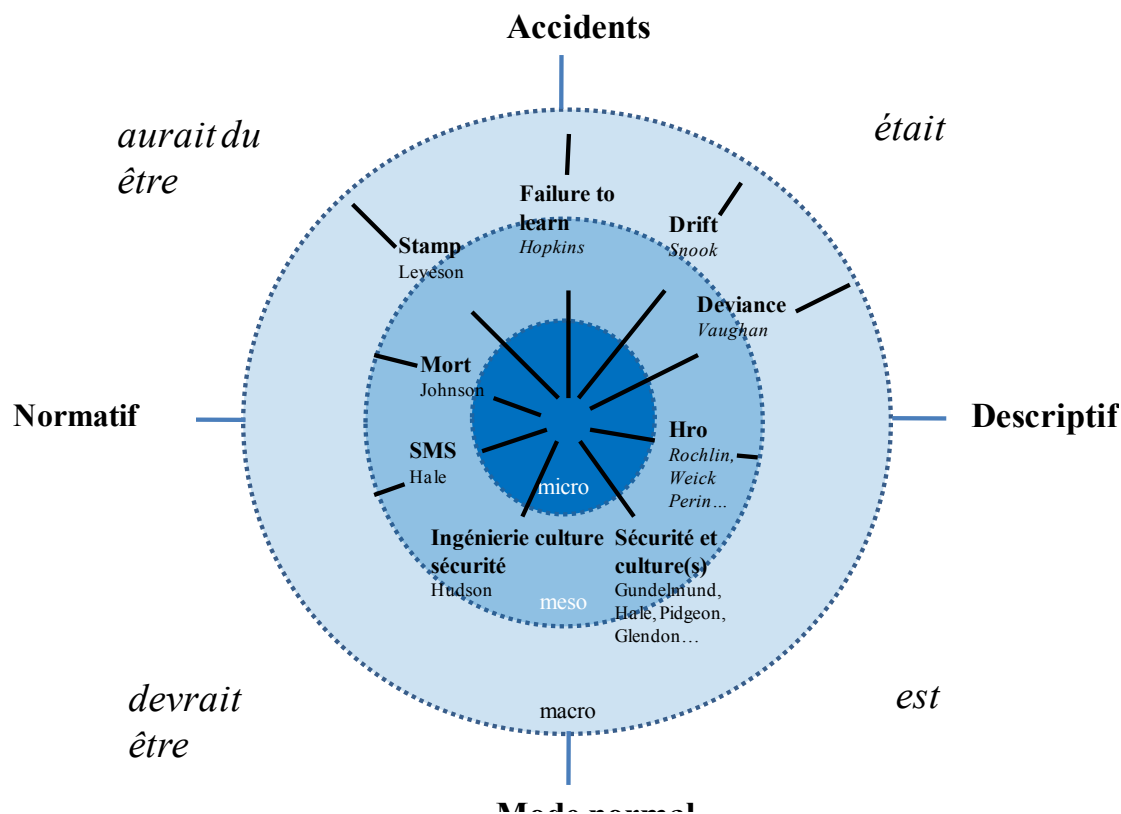 Accidents
aurait du
être
était
Failure to
learn
Hopkins
Drift
Snook
Stamp
Leveson
Deviance
Vaughan
Mort
Johnson
Normatif
Descriptif
Hro
Rochlin,
Weick
Perin...
SMS
Hale
micro
Ingénierie culture
sécurité
Hudson
Sécurité et
culture(s)
Gundelmund,
Hale, Pidgeon,
Glendon...
meso
devrait
être
est
macro
Mode normal